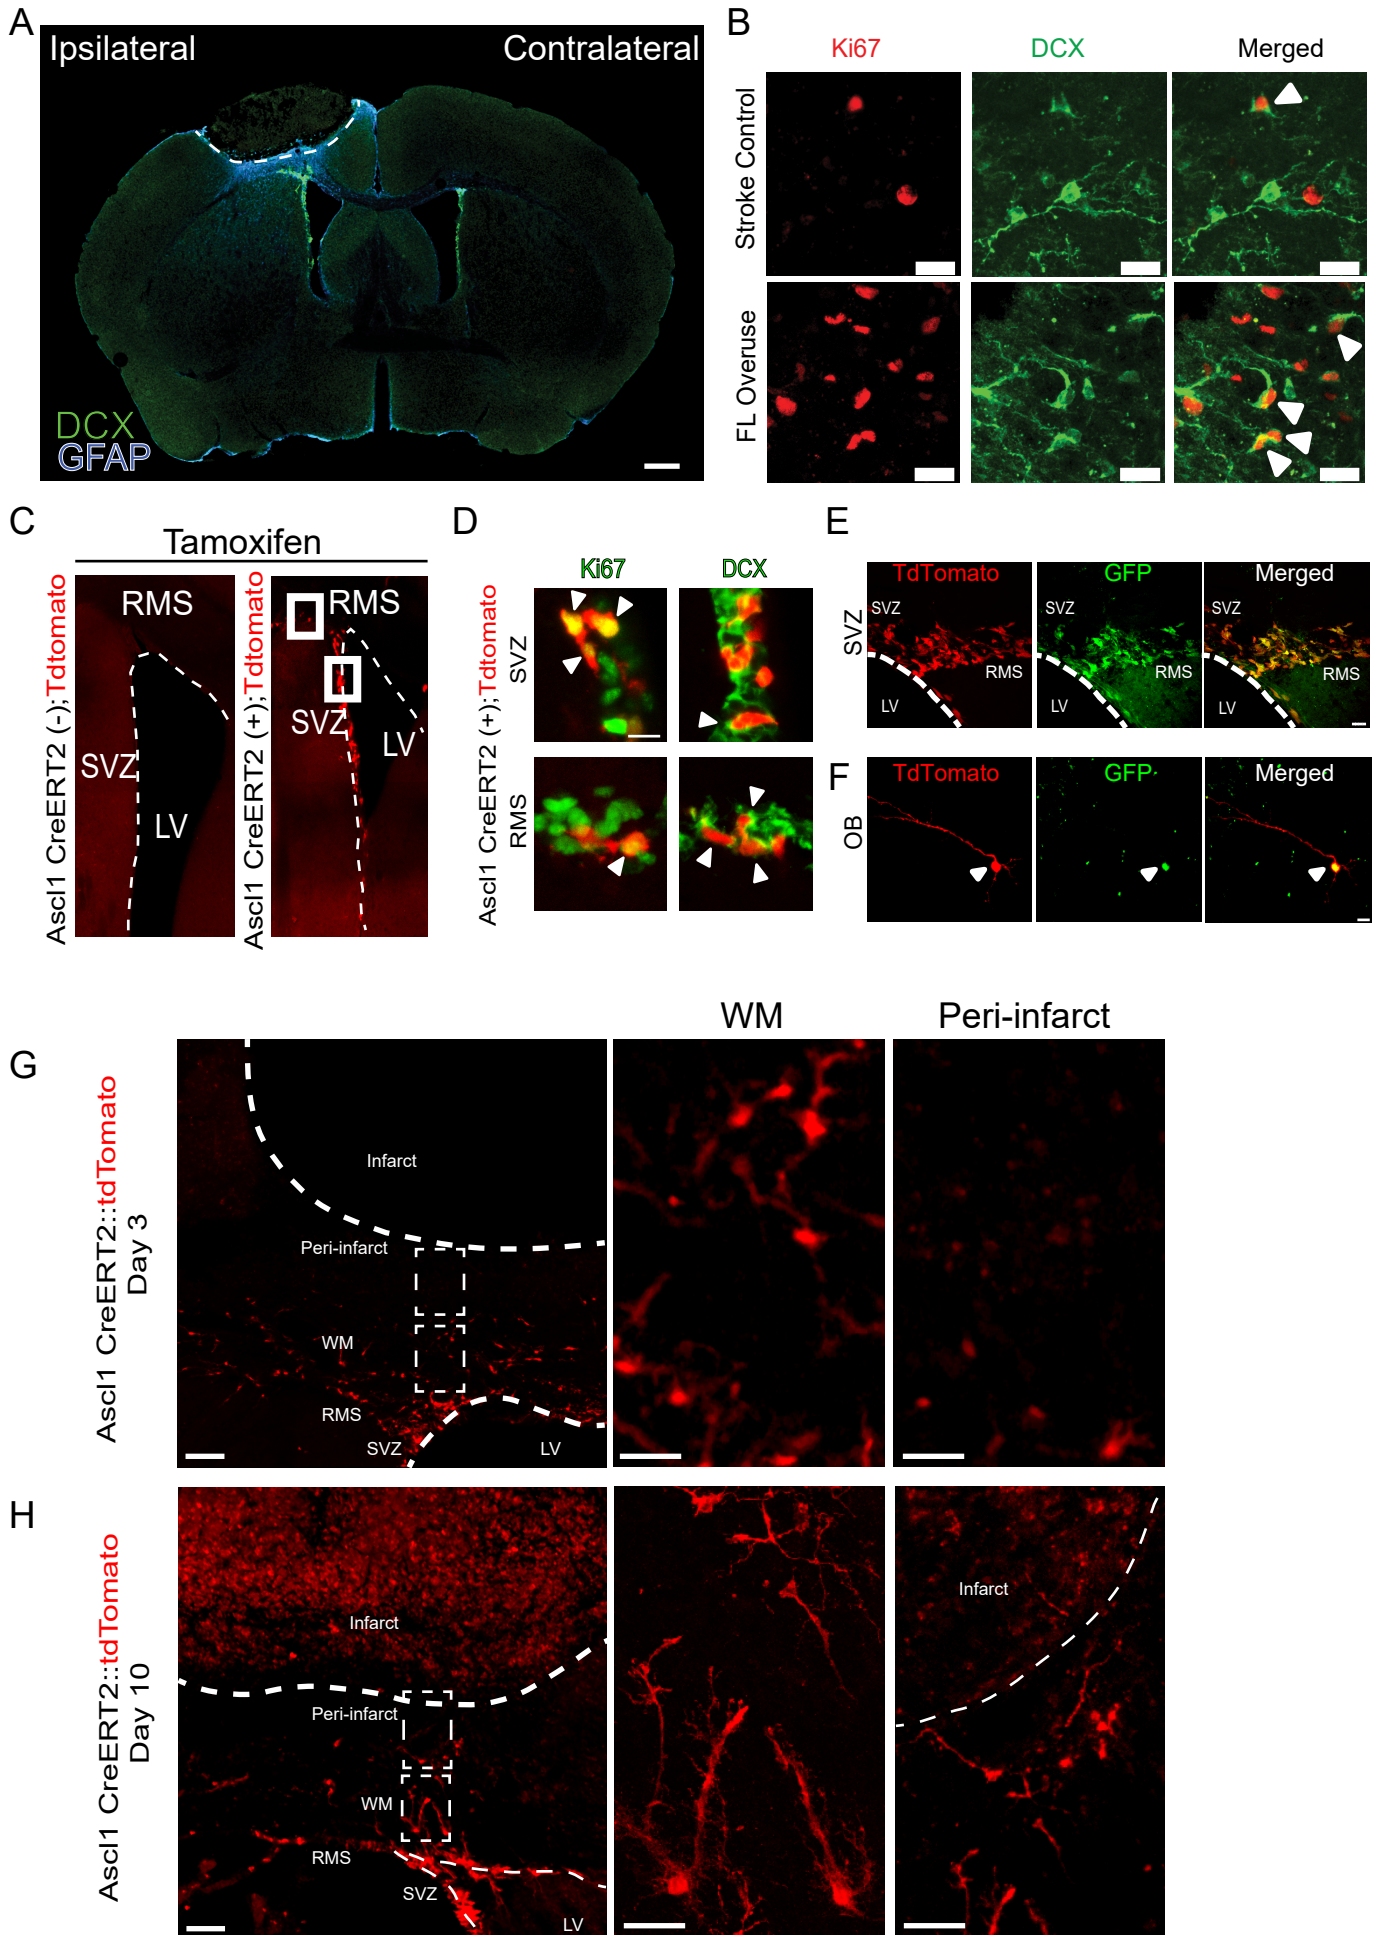 A
Ipsilateral
Contralateral
DCX
GFAP
B
Ki67
DCX
Merged
Stroke Control
FL Overuse
C
Tamoxifen
Ascl1 CreERT2 (-);Tdtomato
RMS
SVZ
LV
Ascl1 CreERT2 (+);Tdtomato
RMS
SVZ
LV
D
Ki67
DCX
Ascl1 CreERT2 (+);Tdtomato
SVZ
RMS
E
TdTomato
GFP
Merged
SVZ
SVZ
RMS
LV
SVZ
RMS
LV
SVZ
RMS
LV
F
TdTomato
GFP
Merged
OB
WM
Peri-infarct
G
Ascl1 CreERT2::tdTomato
Day 3
Infarct
Peri-infarct
WM
RMS
SVZ
LV
H
Ascl1 CreERT2::tdTomato
Day 10
Infarct
Peri-infarct
WM
RMS
SVZ
LV
Infarct